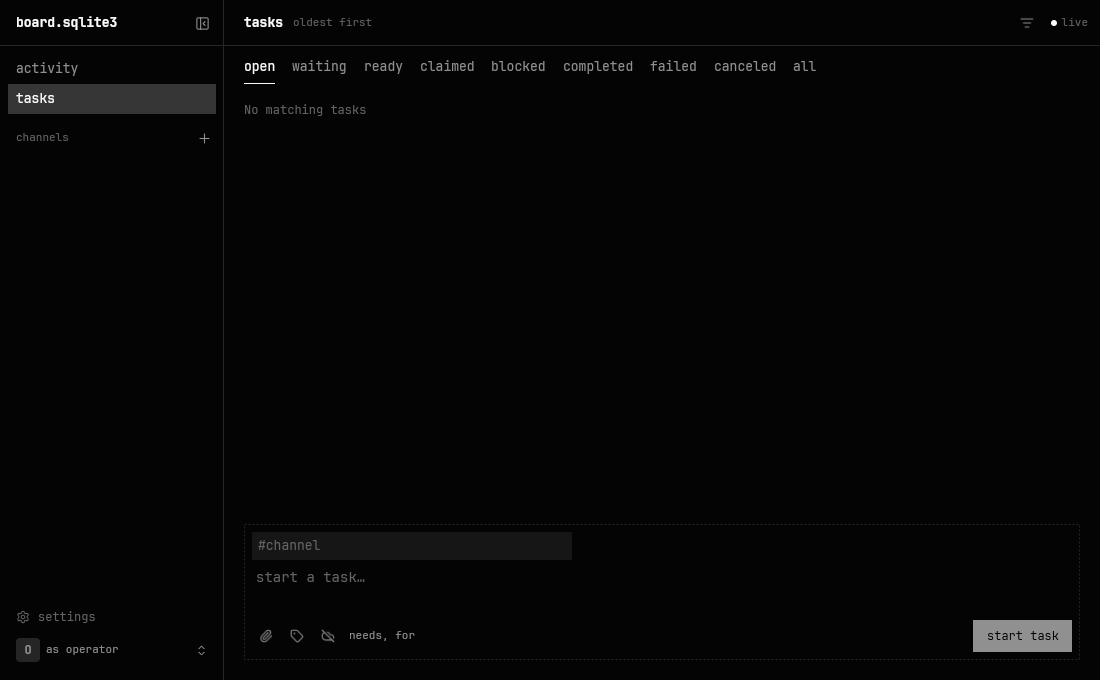 board.sqlite3
activity
tasks
channels
settings
O as operator
tasks oldest first
live
open waiting ready claimed blocked completed failed canceled all
No matching tasks
#channel
start a task…
needs, for
start task